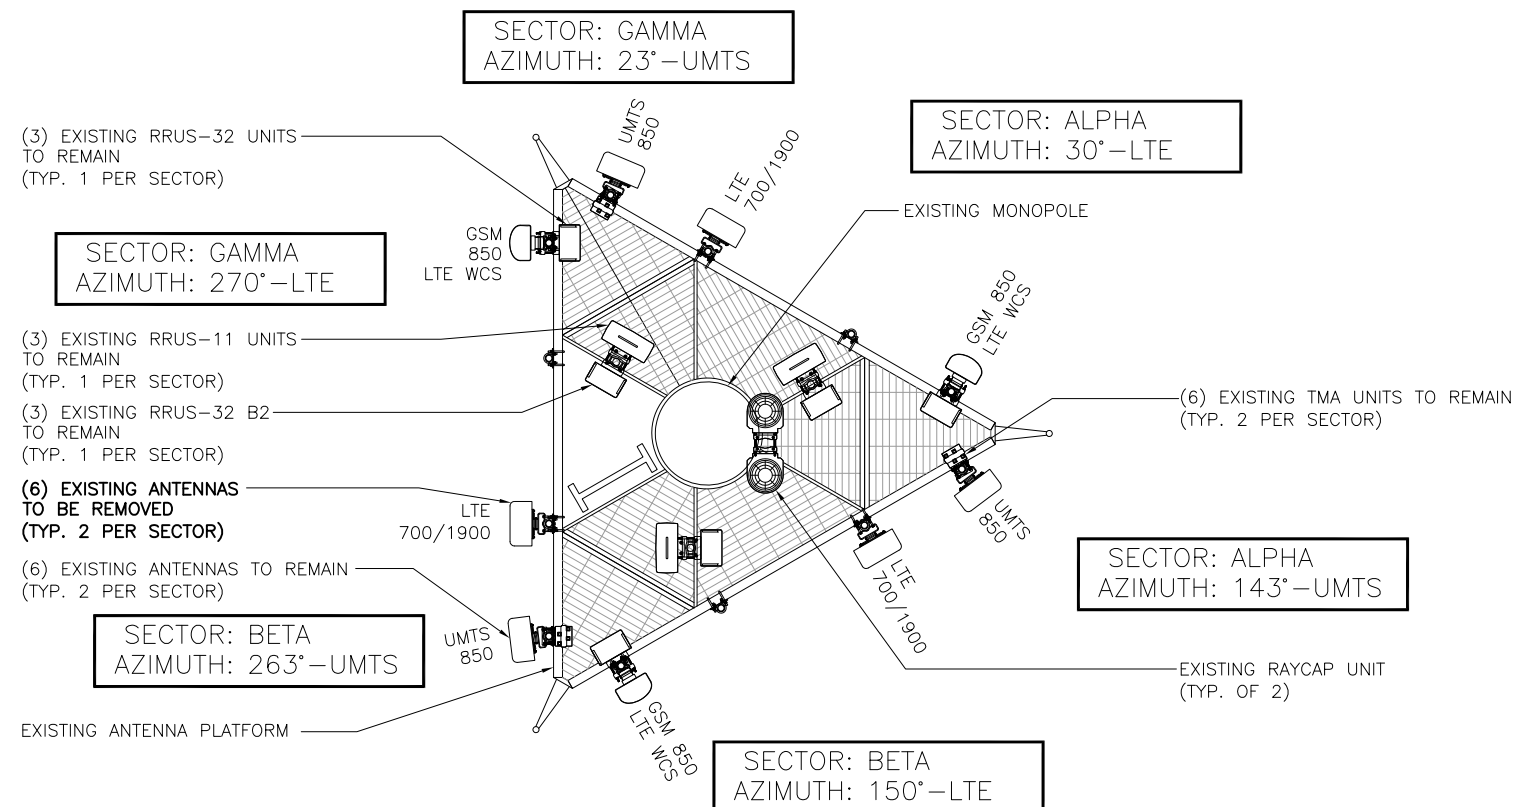 SECTOR: GAMMA
AZIMUTH: 23°-UMTS
UMTS
850
LTE
700/1900
SECTOR: ALPHA
AZIMUTH: 30°-LTE
(3) EXISTING RRUS-32 UNITS
TO REMAIN
(TYP. 1 PER SECTOR)
EXISTING MONOPOLE
GSM
850
LTE WCS
SECTOR: GAMMA
AZIMUTH: 270°-LTE
GSM 850
LTE WCS
(3) EXISTING RRUS-11 UNITS
TO REMAIN
(TYP. 1 PER SECTOR)
(3) EXISTING RRUS-32 B2
TO REMAIN
(TYP. 1 PER SECTOR)
(6) EXISTING TMA UNITS TO REMAIN
(TYP. 2 PER SECTOR)
(6) EXISTING ANTENNAS
TO BE REMOVED
(TYP. 2 PER SECTOR)
LTE
700/1900
UMTS
850
LTE
700/1900
(6) EXISTING ANTENNAS TO REMAIN
(TYP. 2 PER SECTOR)
SECTOR: ALPHA
AZIMUTH: 143°-UMTS
SECTOR: BETA
AZIMUTH: 263°-UMTS
UMTS
850
EXISTING RAYCAP UNIT
(TYP. OF 2)
EXISTING ANTENNA PLATFORM
GSM 850
LTE WCS
SECTOR: BETA
AZIMUTH: 150°-LTE